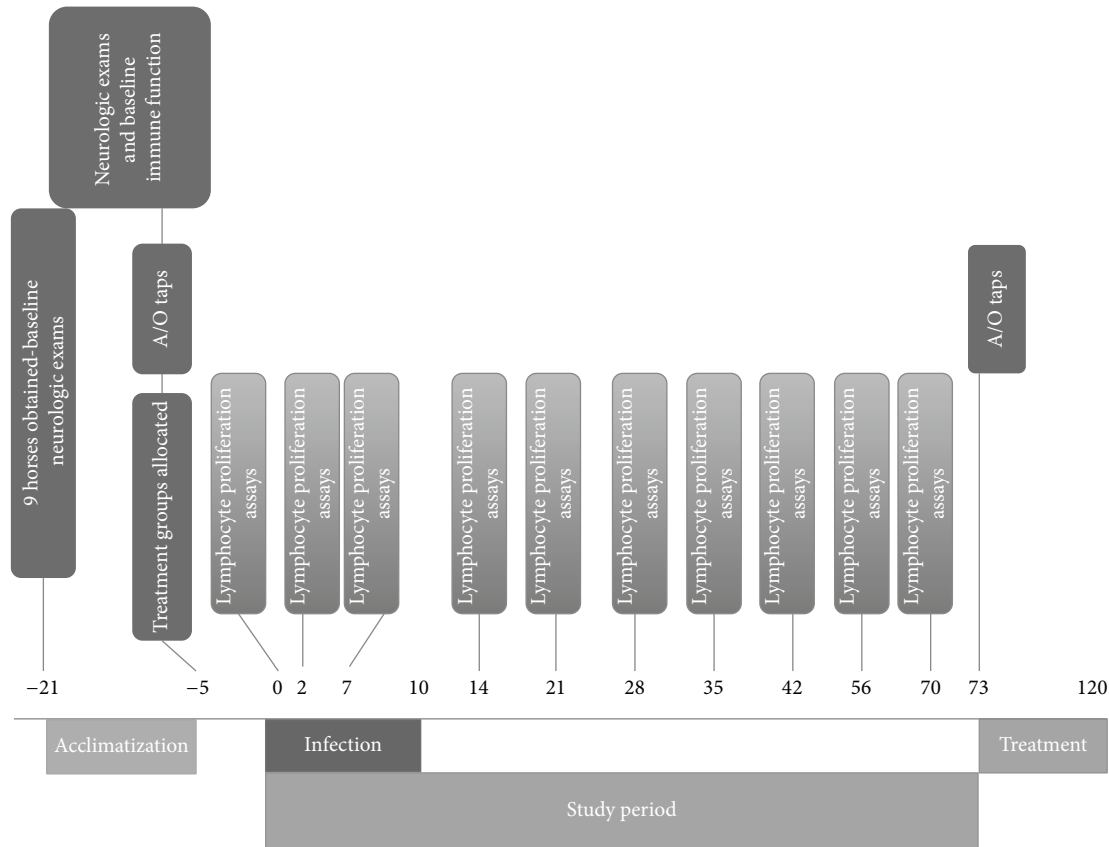 Neurologic exams
and baseline
immune function
9 horses obtained-baseline
neurologic exams
A/O taps
Treatment groups allocated
Lymphocyte proliferation
assays
Lymphocyte proliferation
assays
Lymphocyte proliferation
assays
Lymphocyte proliferation
assays
Lymphocyte proliferation
assays
Lymphocyte proliferation
assays
Lymphocyte proliferation
assays
Lymphocyte proliferation
assays
Lymphocyte proliferation
assays
Lymphocyte proliferation
assays
A/O taps
−21 −5 0 2 7 10 14 21 28 35 42 56 70 73 120
Acclimatization Infection Treatment
Study period